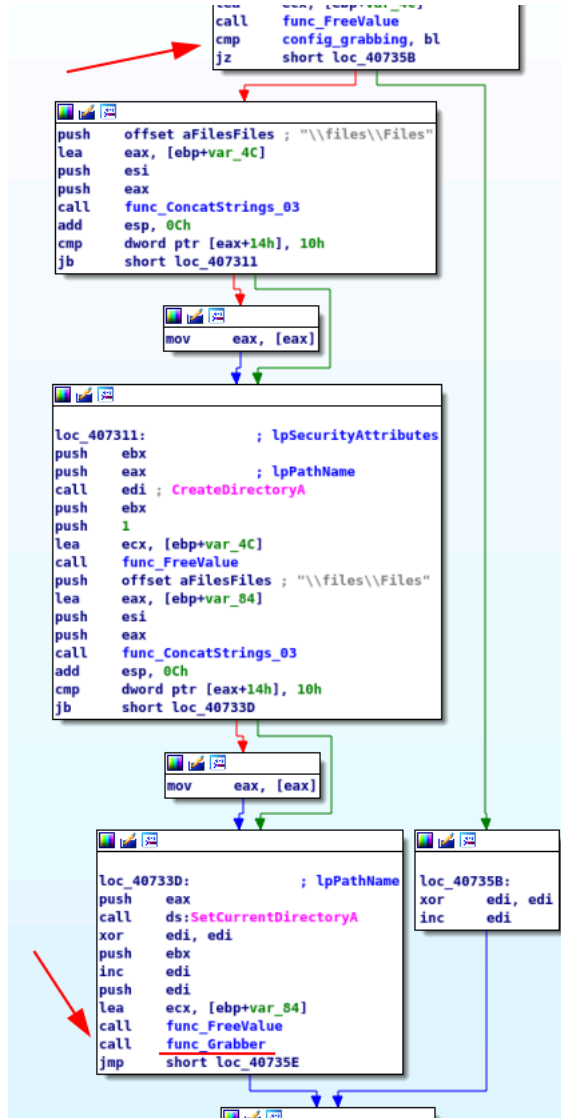 call func_FreeValue
cmp config_grabbing, bl
jz short loc_40735B
push offset aFilesFiles ; "\\files\\Files"
lea eax, [ebp+var_4C]
push esi
push eax
call func_ConcatStrings_03
add esp, 0Ch
cmp dword ptr [eax+14h], 10h
jb short loc_407311
mov eax, [eax]
loc_407311: ; lpSecurityAttributes
push ebx
push eax ; lpPathName
call edi ; CreateDirectoryA
push ebx
push 1
lea ecx, [ebp+var_4C]
call func_FreeValue
push offset aFilesFiles ; "\\files\\Files"
lea eax, [ebp+var_84]
push esi
push eax
call func_ConcatStrings_03
add esp, 0Ch
cmp dword ptr [eax+14h], 10h
jb short loc_40733D
mov eax, [eax]
loc_40733D: ; lpPathName
push eax
call ds:SetCurrentDirectoryA
xor edi, edi
push ebx
inc edi
push edi
lea ecx, [ebp+var_84]
call func_FreeValue
call func_Grabber
jmp short loc_40735E
loc_40735B:
xor edi, edi
inc edi